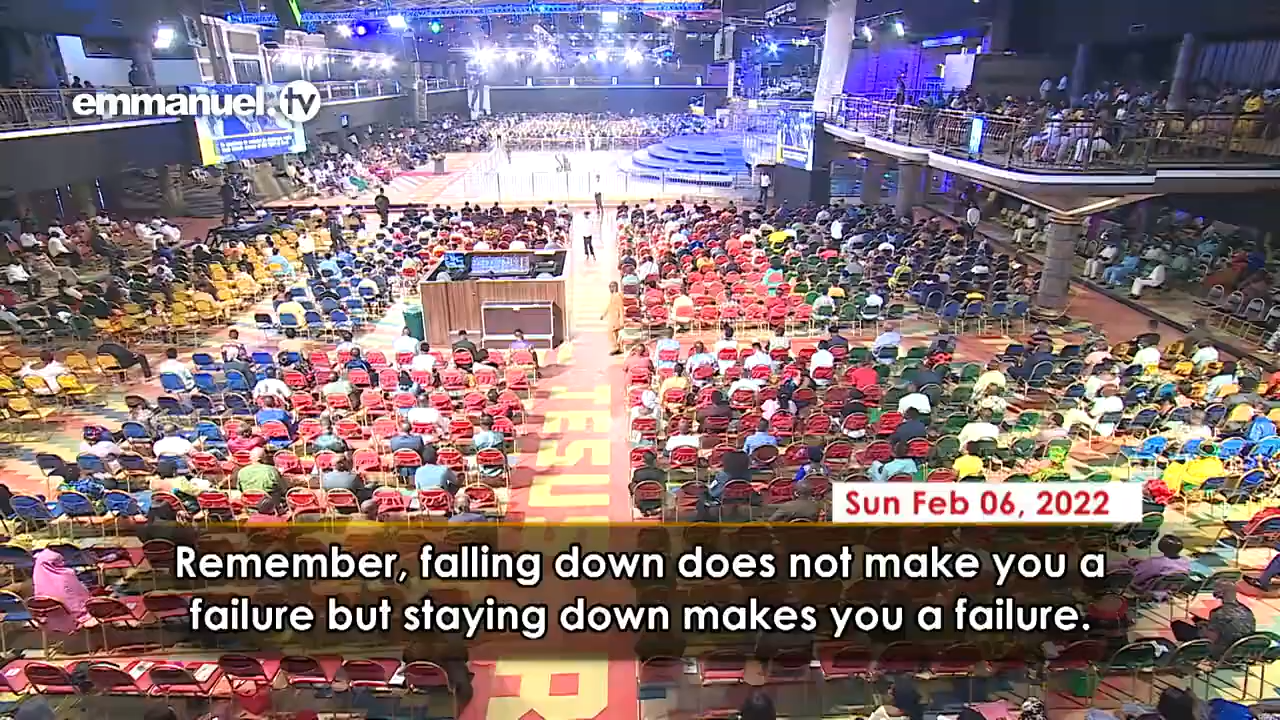 emmanuel.tv
JESUS
R
Sun Feb 06, 2022
Remember, falling down does not make you a
failure but staying down makes you a failure.